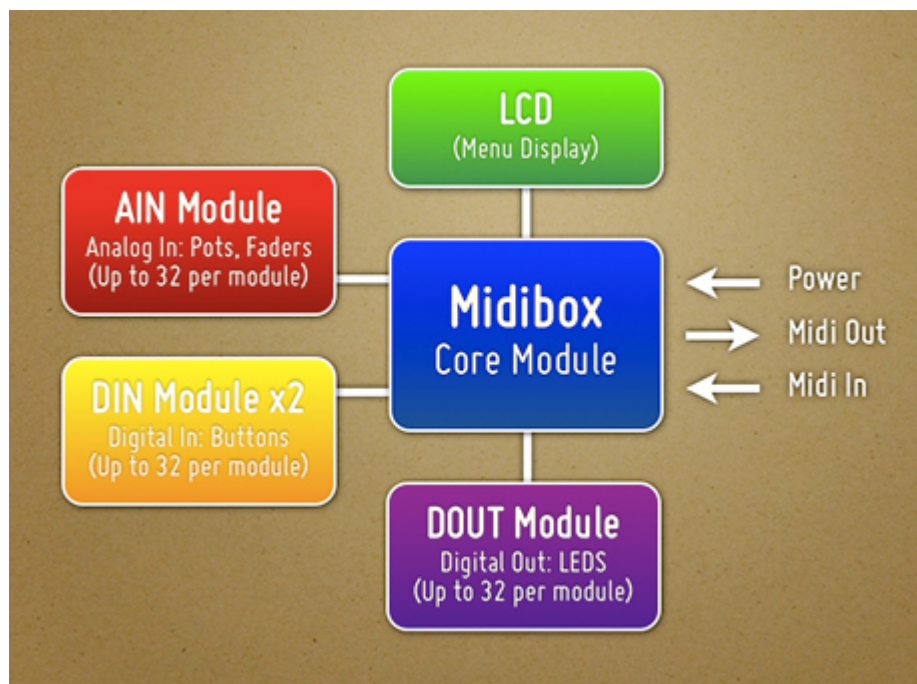 LCD
(Menu Display)
AIN Module
Analog In: Pots, Faders
(Up to 32 per module)
Midibox
Core Module
Power
Midi Out
Midi In
DIN Module x2
Digital In: Buttons
(Up to 32 per module)
DOUT Module
Digital Out: LEDS
(Up to 32 per module)